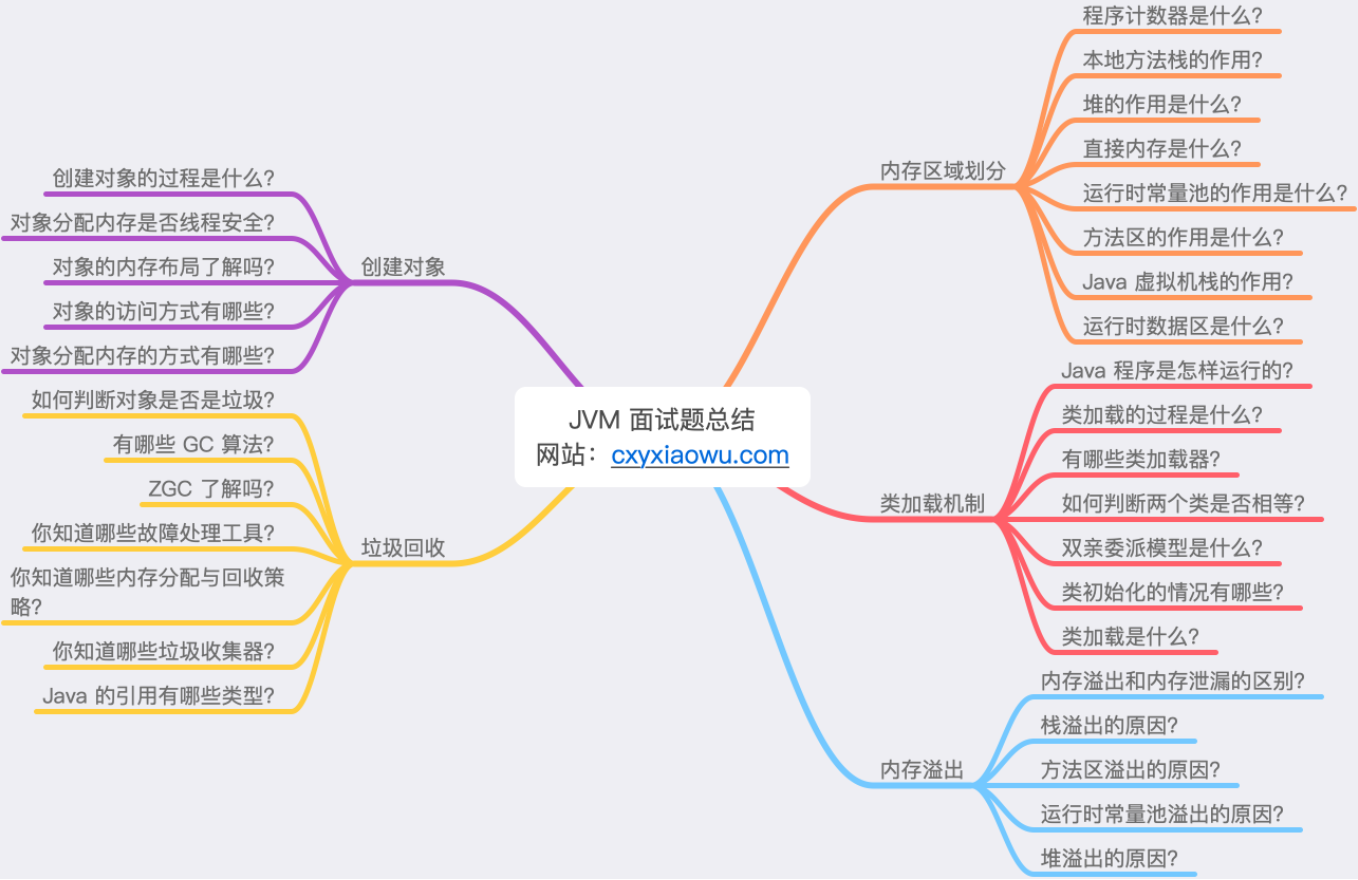 JVM 面试题总结
网站：cxyxiaowu.com
内存区域划分
程序计数器是什么?
本地方法栈的作用?
堆的作用是什么?
直接内存是什么?
运行时常量池的作用是什么?
方法区的作用是什么?
Java 虚拟机栈的作用?
运行时数据区是什么?
类加载机制
Java 程序是怎样运行的?
类加载的过程是什么?
有哪些类加载器?
如何判断两个类是否相等?
双亲委派模型是什么?
类初始化的情况有哪些?
类加载是什么?
内存溢出
内存溢出和内存泄漏的区别?
栈溢出的原因?
方法区溢出的原因?
运行时常量池溢出的原因?
堆溢出的原因?
创建对象
创建对象的过程是什么?
对象分配内存是否线程安全?
对象的内存布局了解吗?
对象的访问方式有哪些?
对象分配内存的方式有哪些?
垃圾回收
如何判断对象是否是垃圾?
有哪些 GC 算法?
ZGC 了解吗?
你知道哪些故障处理工具?
你知道哪些内存分配与回收策
略?
你知道哪些垃圾收集器?
Java 的引用有哪些类型?